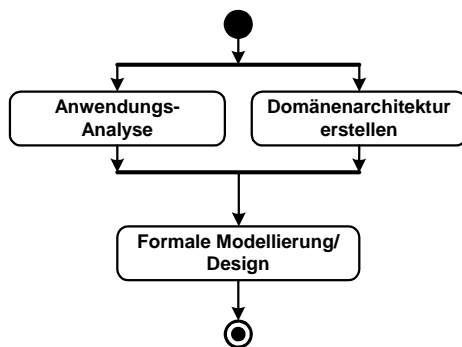 Anwendungs-
Analyse
Domänenarchitektur
erstellen
Formale Modellierung/
Design